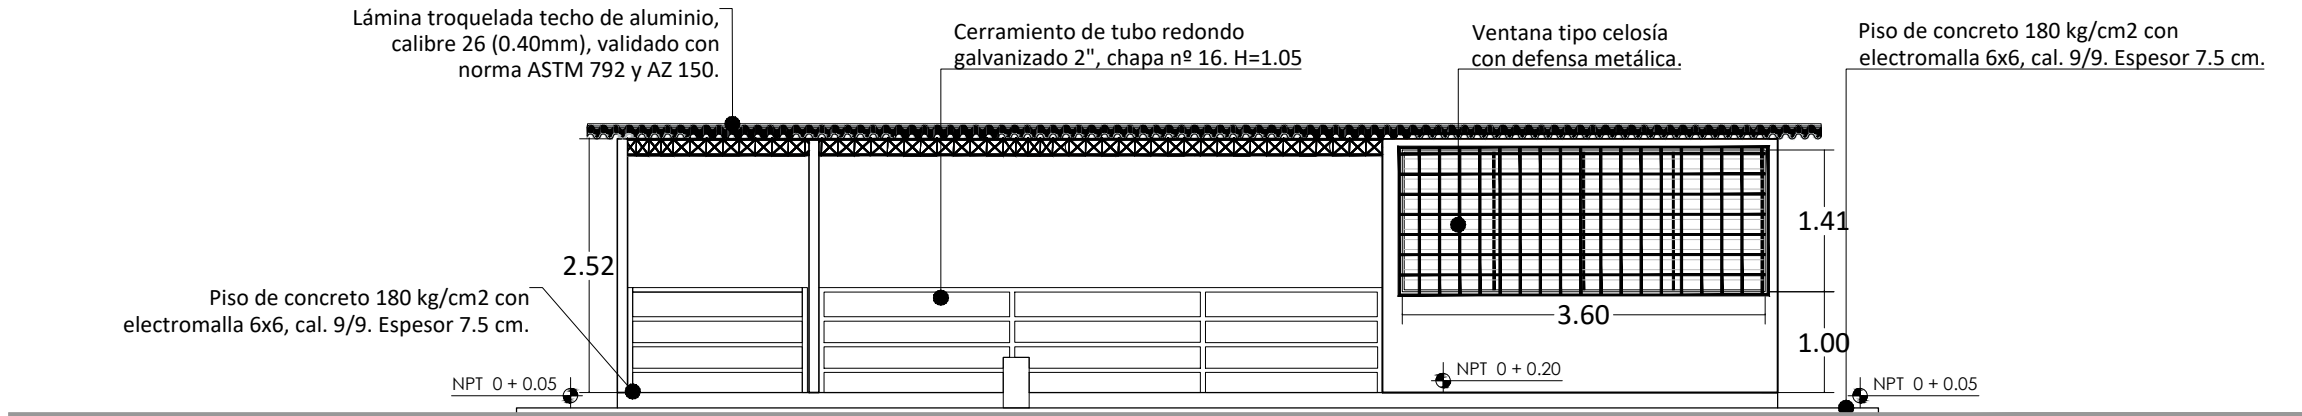 Lámina troquelada techo de aluminio,
calibre 26 (0.40mm), validado con
norma ASTM 792 y AZ 150.
Cerramiento de tubo redondo
galvanizado 2", chapa nº 16. H=1.05
Ventana tipo celosía
con defensa metálica.
Piso de concreto 180 kg/cm2 con
electromalla 6x6, cal. 9/9. Espesor 7.5 cm.
1.41
2.52
Piso de concreto 180 kg/cm2 con
electromalla 6x6, cal. 9/9. Espesor 7.5 cm.
3.60
1.00
NPT 0 + 0.05
NPT 0 + 0.20
NPT 0 + 0.05